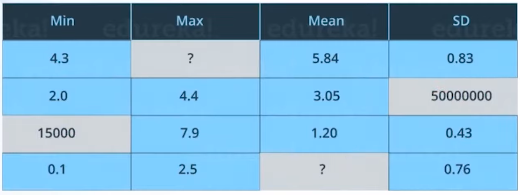 Min Max Mean SD
4.3 ? 5.84 0.83
2.0 4.4 3.05 50000000
15000 7.9 1.20 0.43
0.1 2.5 ? 0.76